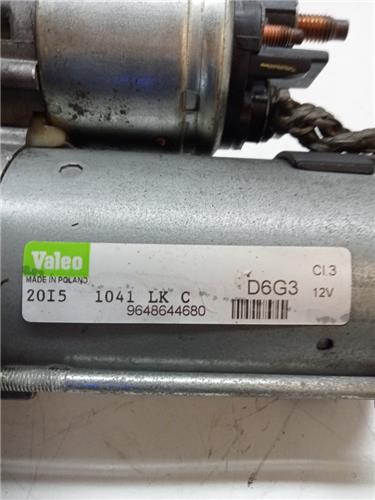 Valeo
MADE IN POLAND
20I5 1041 LK C
9648644680
D6G3
Cl.3
12V